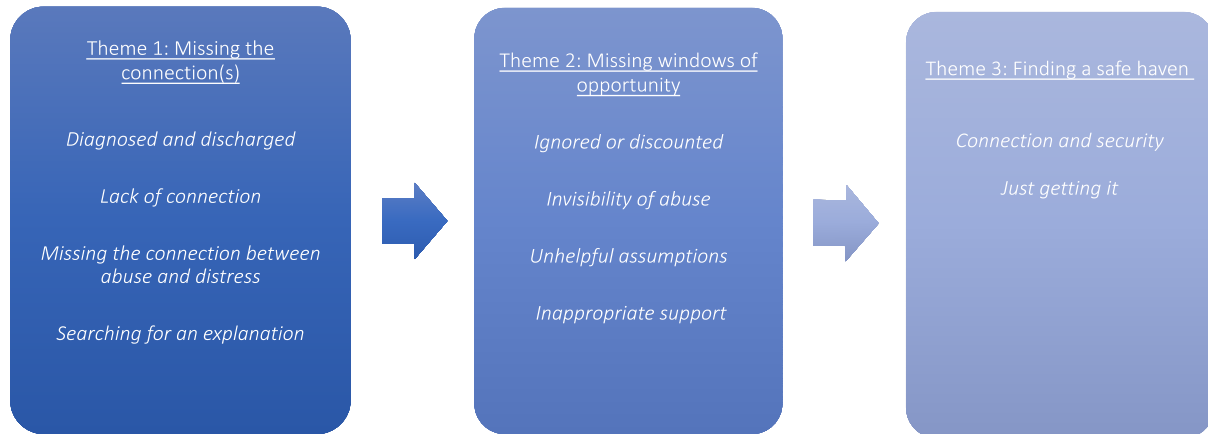 Theme 1: Missing the
connection(s)
Diagnosed and discharged
Lack of connection
Missing the connection between
abuse and distress
Searching for an explanation
Theme 2: Missing windows of
opportunity
Ignored or discounted
Invisibility of abuse
Unhelpful assumptions
Inappropriate support
Theme 3: Finding a safe haven
Connection and security
Just getting it